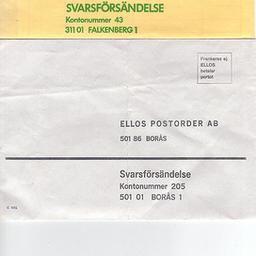 SVARSFÖRSÄNDELSE
Kontonummer 43
311 01 FALKENBERG 1
Frankeras ej
ELLOS
betalar
portot
ELLOS POSTORDER AB
501 86 BORÅS
Svarsförsändelse
Kontonummer 205
501 01 BORÅS 1